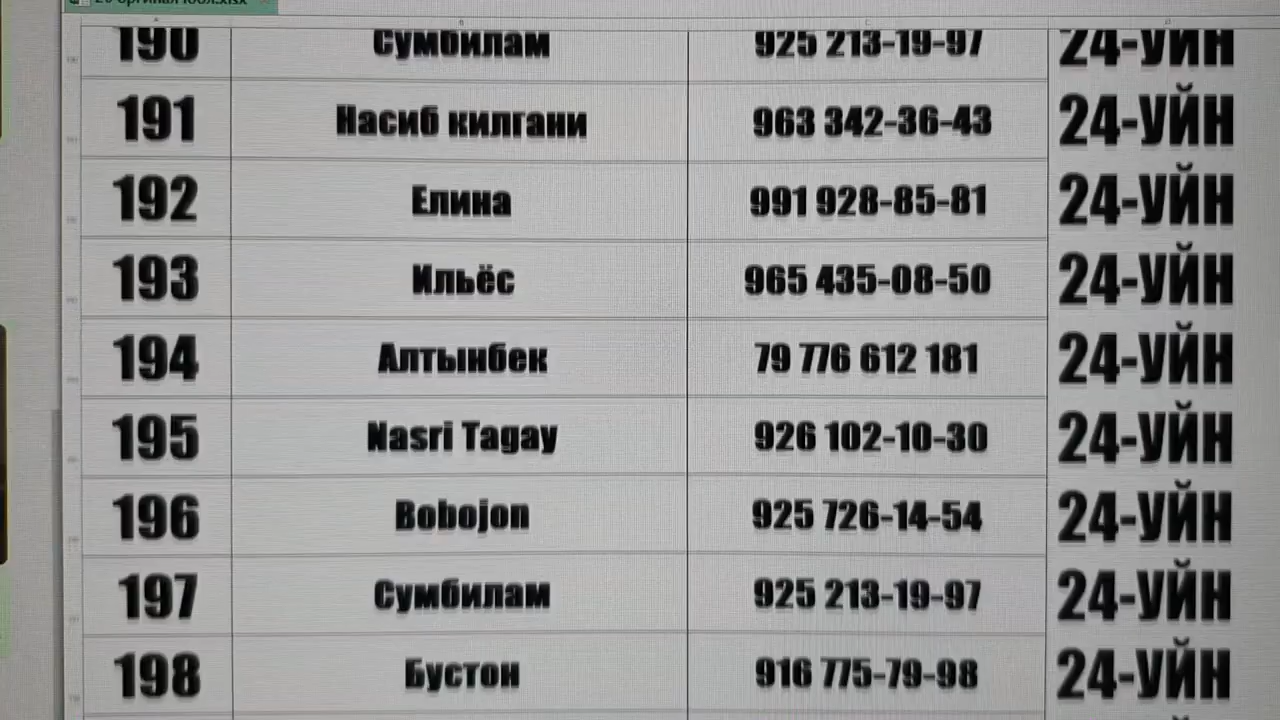 190 Сумбилам 925 213-19-97 24-УЙН
191 Насиб килгани 963 342-36-43 24-УЙН
192 Елина 991 928-85-81 24-УЙН
193 Ильёс 965 435-08-50 24-УЙН
194 Алтынбек 79 776 612 181 24-УЙН
195 Nasri Tagay 926 102-10-30 24-УЙН
196 Bobojon 925 726-14-54 24-УЙН
197 Сумбилам 925 213-19-97 24-УЙН
198 Бустон 916 775-79-98 24-УЙН